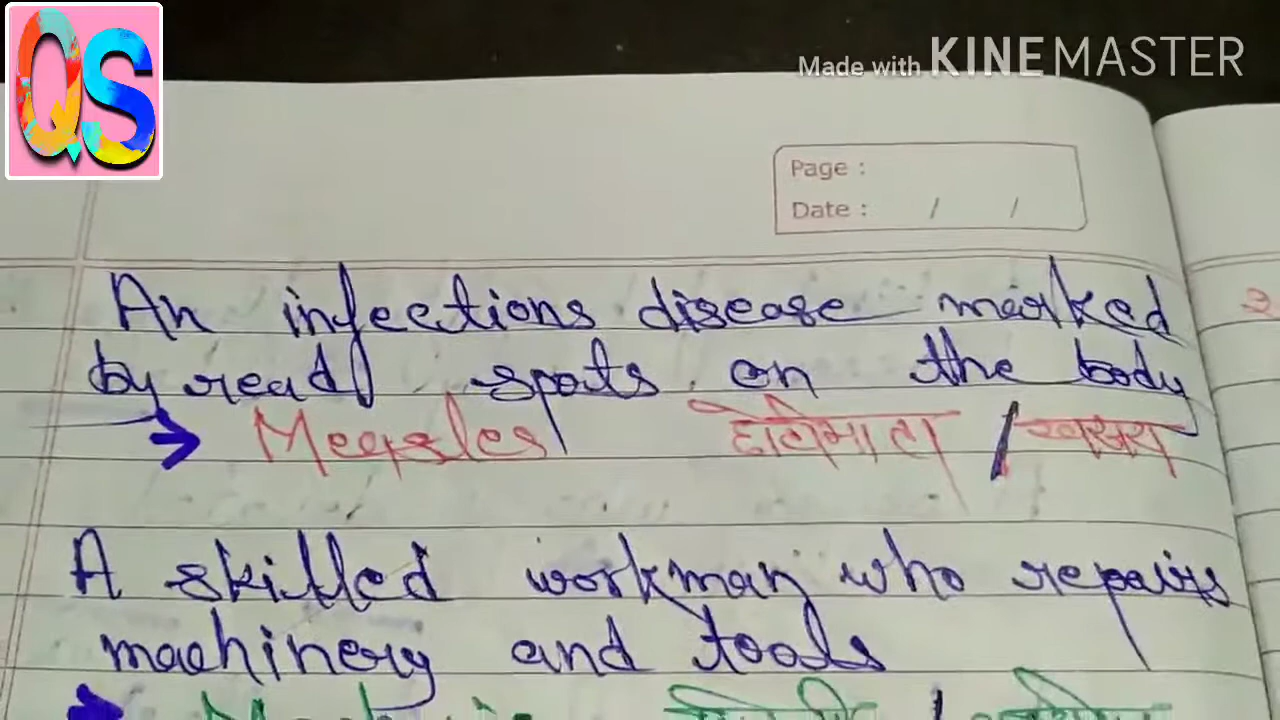 QS
Made with KINEMASTER
Page :
Date : / /
An infections disease marked
by read spots on the body
→ Measles छोटीमाता / खसरा
A skilled workman who repairs
machinery and tools